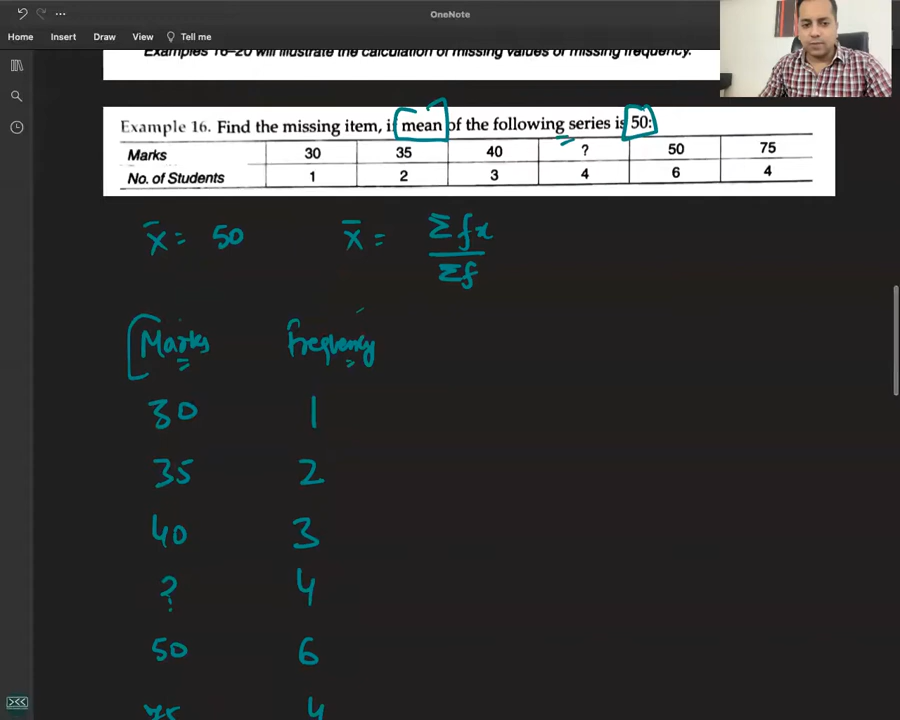 OneNote
Home Insert Draw View Tell me
Examples 16–20 will illustrate the calculation of missing values or missing frequency.
Example 16. Find the missing item, if mean of the following series is 50:
Marks 30 35 40 ? 50 75
No. of Students 1 2 3 4 6 4
x̄ = 50 x̄ = Σfx / Σf
Marks Frequency
30 1
35 2
40 3
? 4
50 6
75 4